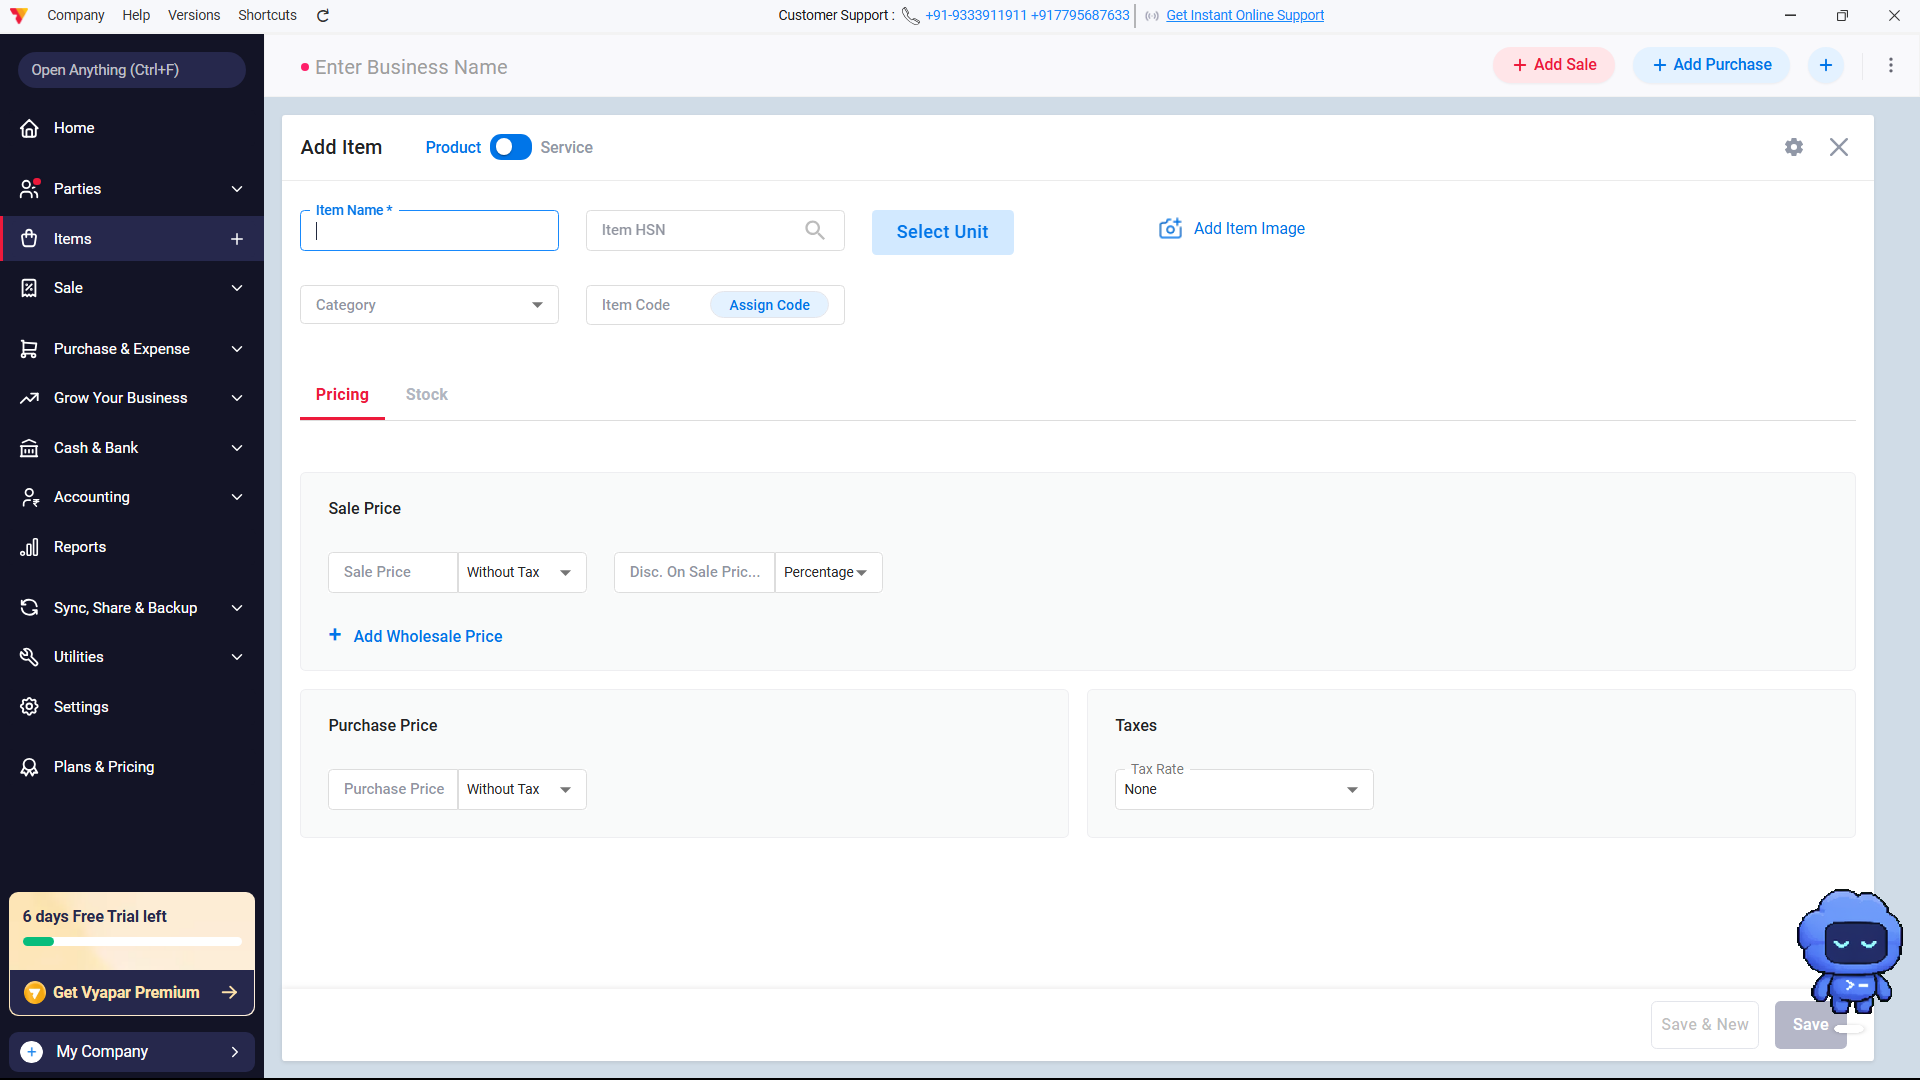 Company Help Versions Shortcuts
Customer Support : +91-9333911911 +917795687633 Get Instant Online Support
Open Anything (Ctrl+F)
Enter Business Name
+ Add Sale
+ Add Purchase
Home
Parties
Items
Sale
Purchase & Expense
Grow Your Business
Cash & Bank
Accounting
Reports
Sync, Share & Backup
Utilities
Settings
Plans & Pricing
6 days Free Trial left
Get Vyapar Premium
My Company
Add Item
Product
Service
Item Name *
Item HSN
Select Unit
Add Item Image
Category
Item Code
Assign Code
Pricing
Stock
Sale Price
Sale Price
Without Tax
Disc. On Sale Pric...
Percentage
+ Add Wholesale Price
Purchase Price
Purchase Price
Without Tax
Taxes
Tax Rate
None
Save & New
Save